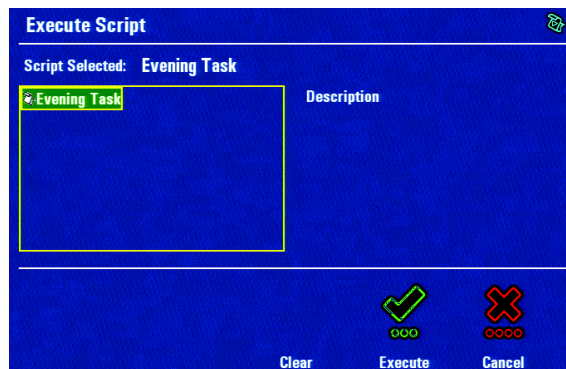 Execute Script
Script Selected: Evening Task
Evening Task
Description
Clear Execute Cancel